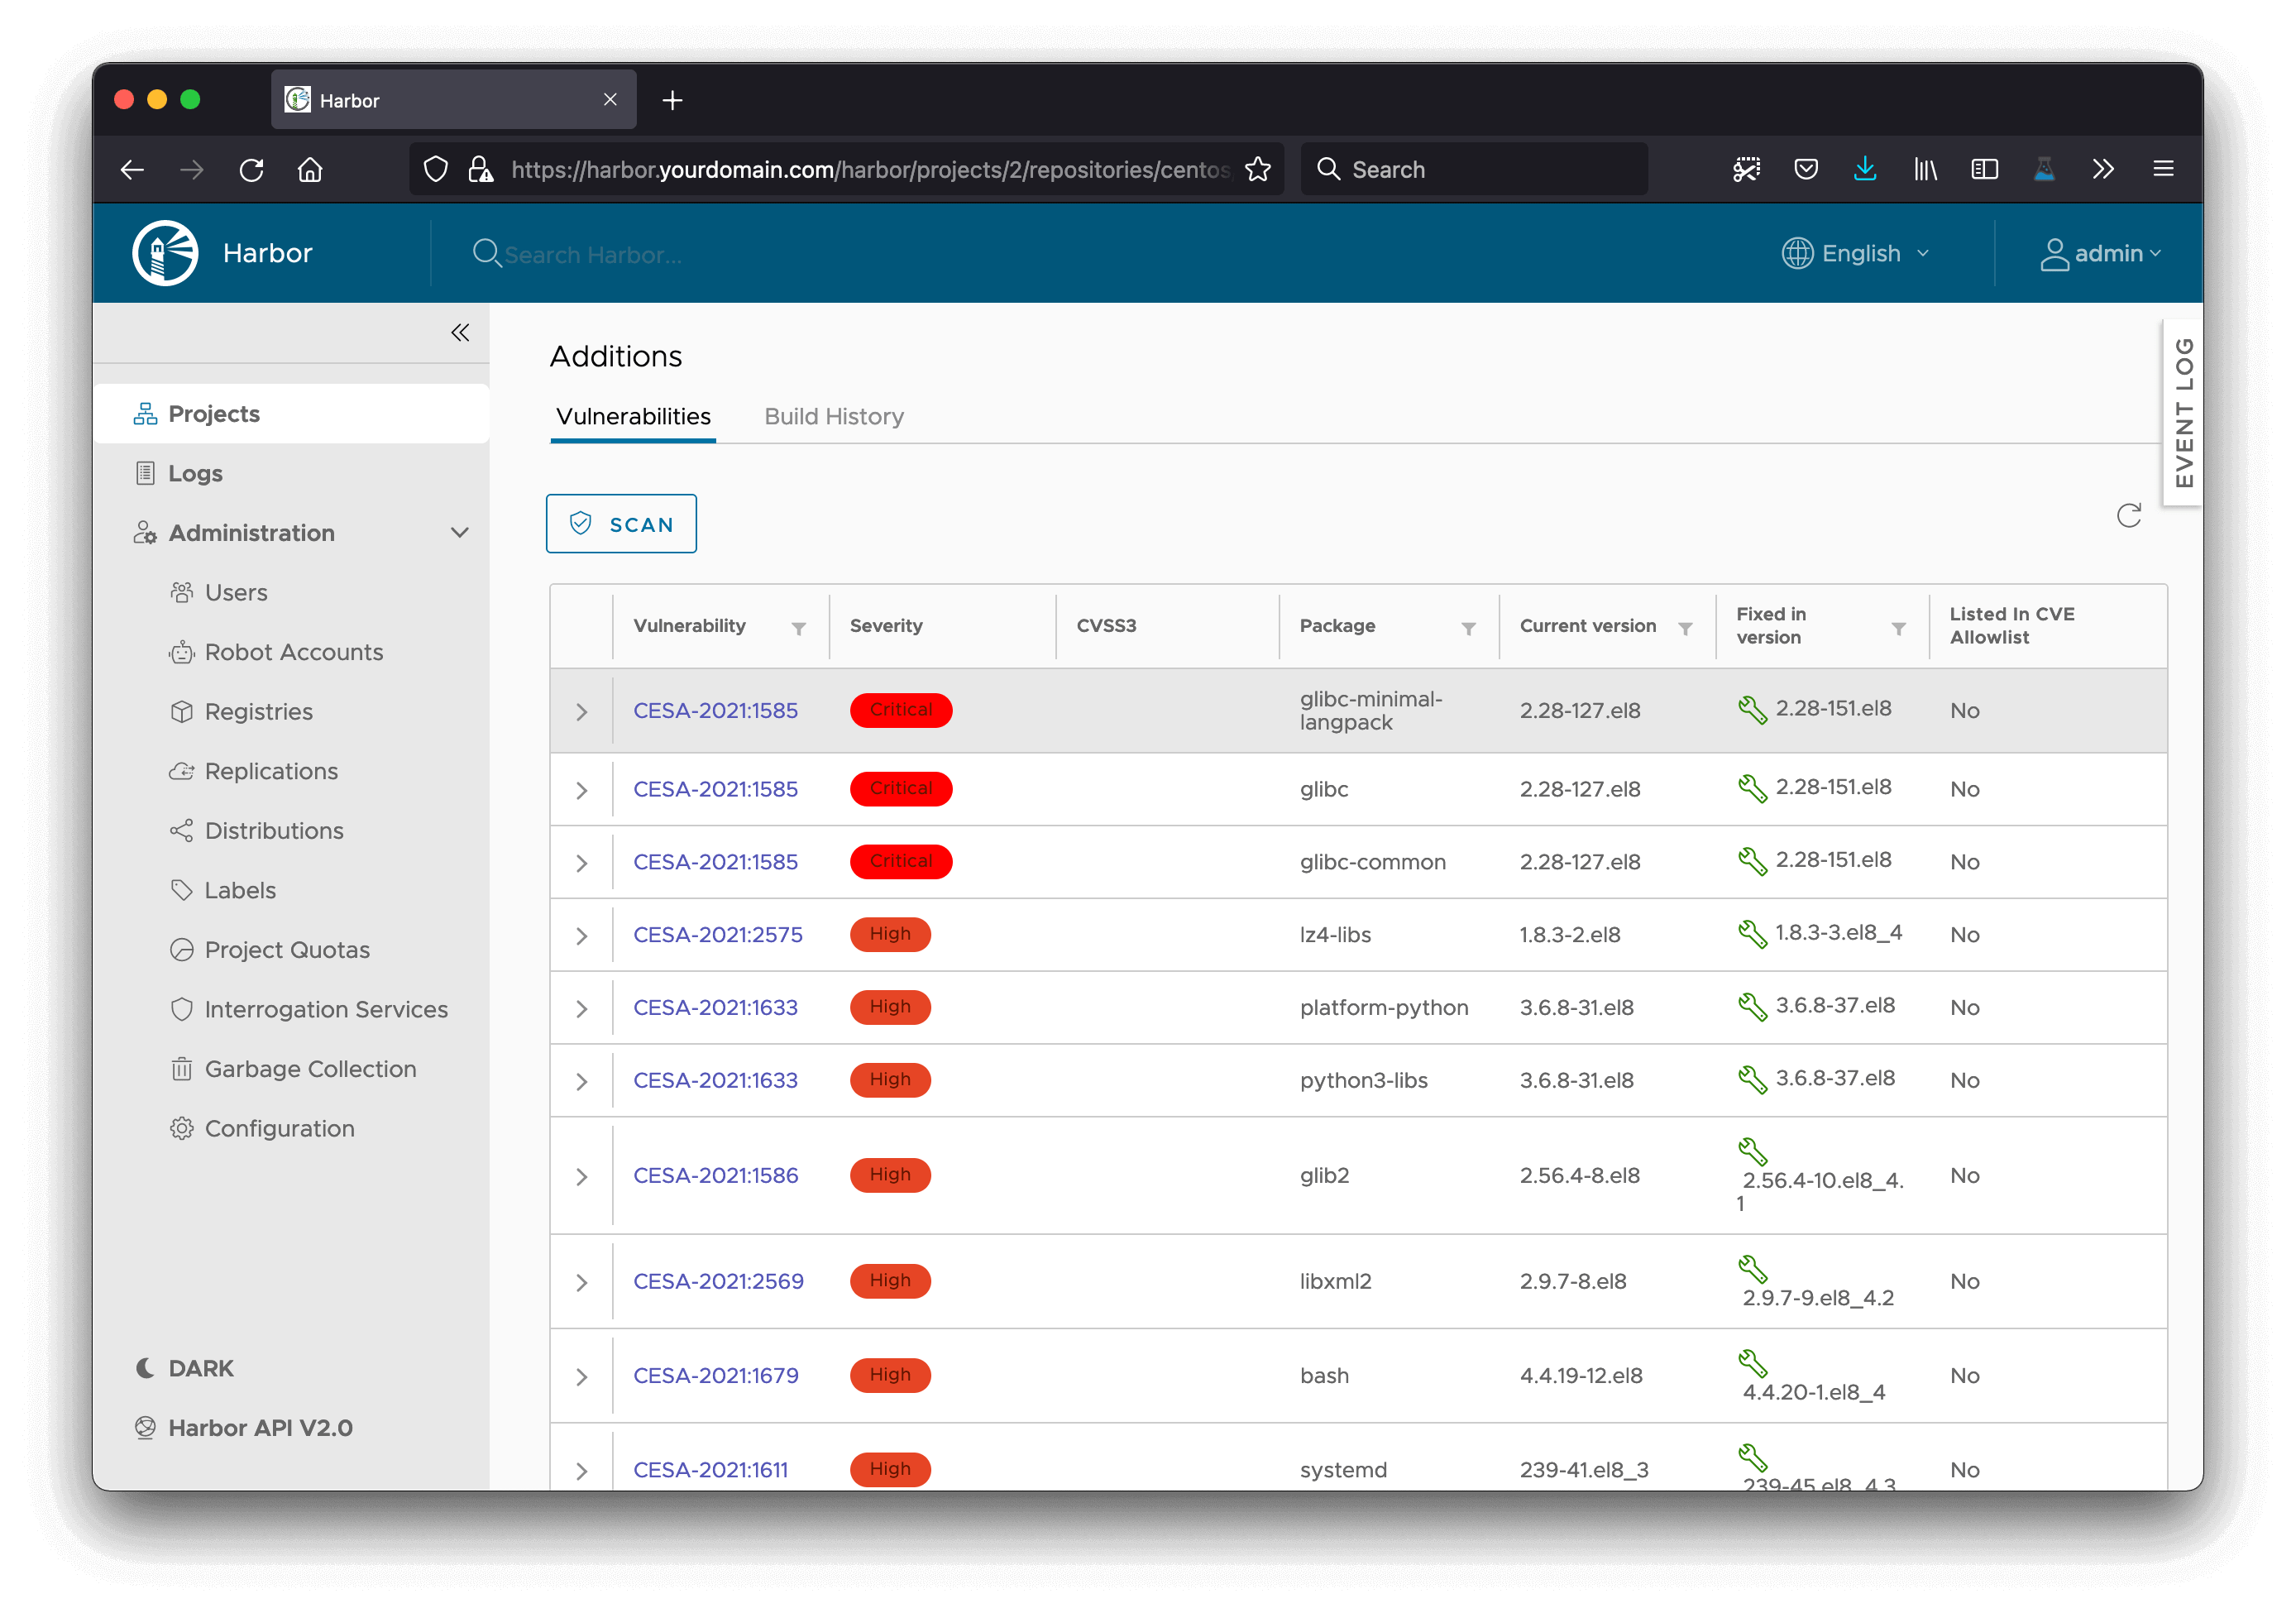 Harbor
https://harbor.yourdomain.com/harbor/projects/2/repositories/centos
Search
Harbor
Search Harbor...
English
admin
Projects
Logs
Administration
Users
Robot Accounts
Registries
Replications
Distributions
Labels
Project Quotas
Interrogation Services
Garbage Collection
Configuration
DARK
Harbor API V2.0
EVENT LOG
Additions
Vulnerabilities Build History
SCAN
Vulnerability Severity CVSS3 Package Current version Fixed in version Listed In CVE Allowlist
CESA-2021:1585 Critical glibc-minimal-langpack 2.28-127.el8 2.28-151.el8 No
CESA-2021:1585 Critical glibc 2.28-127.el8 2.28-151.el8 No
CESA-2021:1585 Critical glibc-common 2.28-127.el8 2.28-151.el8 No
CESA-2021:2575 High lz4-libs 1.8.3-2.el8 1.8.3-3.el8_4 No
CESA-2021:1633 High platform-python 3.6.8-31.el8 3.6.8-37.el8 No
CESA-2021:1633 High python3-libs 3.6.8-31.el8 3.6.8-37.el8 No
CESA-2021:1586 High glib2 2.56.4-8.el8 2.56.4-10.el8_4.1 No
CESA-2021:2569 High libxml2 2.9.7-8.el8 2.9.7-9.el8_4.2 No
CESA-2021:1679 High bash 4.4.19-12.el8 4.4.20-1.el8_4 No
CESA-2021:1611 High systemd 239-41.el8_3 239-45.el8_4.3 No